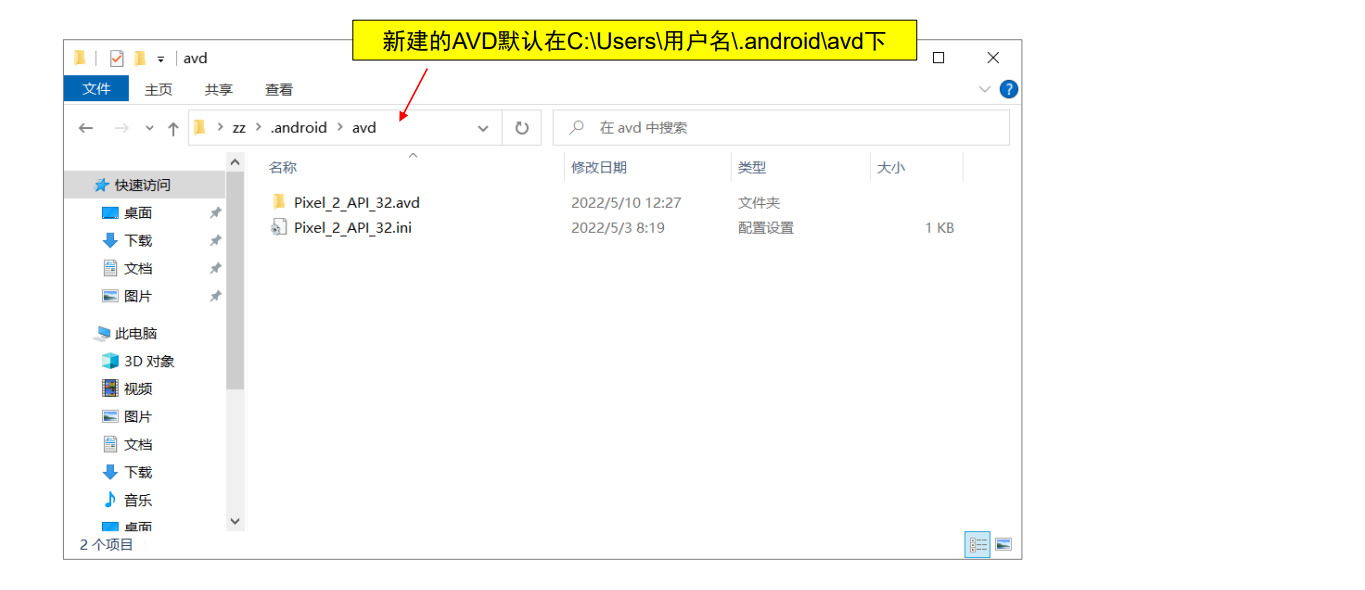 新建的AVD默认在C:\Users\用户名\.android\avd下
avd
文件 主页 共享 查看
zz .android avd
在 avd 中搜索
名称 修改日期 类型 大小
快速访问
桌面
下载
文档
图片
此电脑
3D 对象
视频
图片
文档
下载
音乐
桌面
Pixel_2_API_32.avd 2022/5/10 12:27 文件夹
Pixel_2_API_32.ini 2022/5/3 8:19 配置设置 1 KB
2 个项目